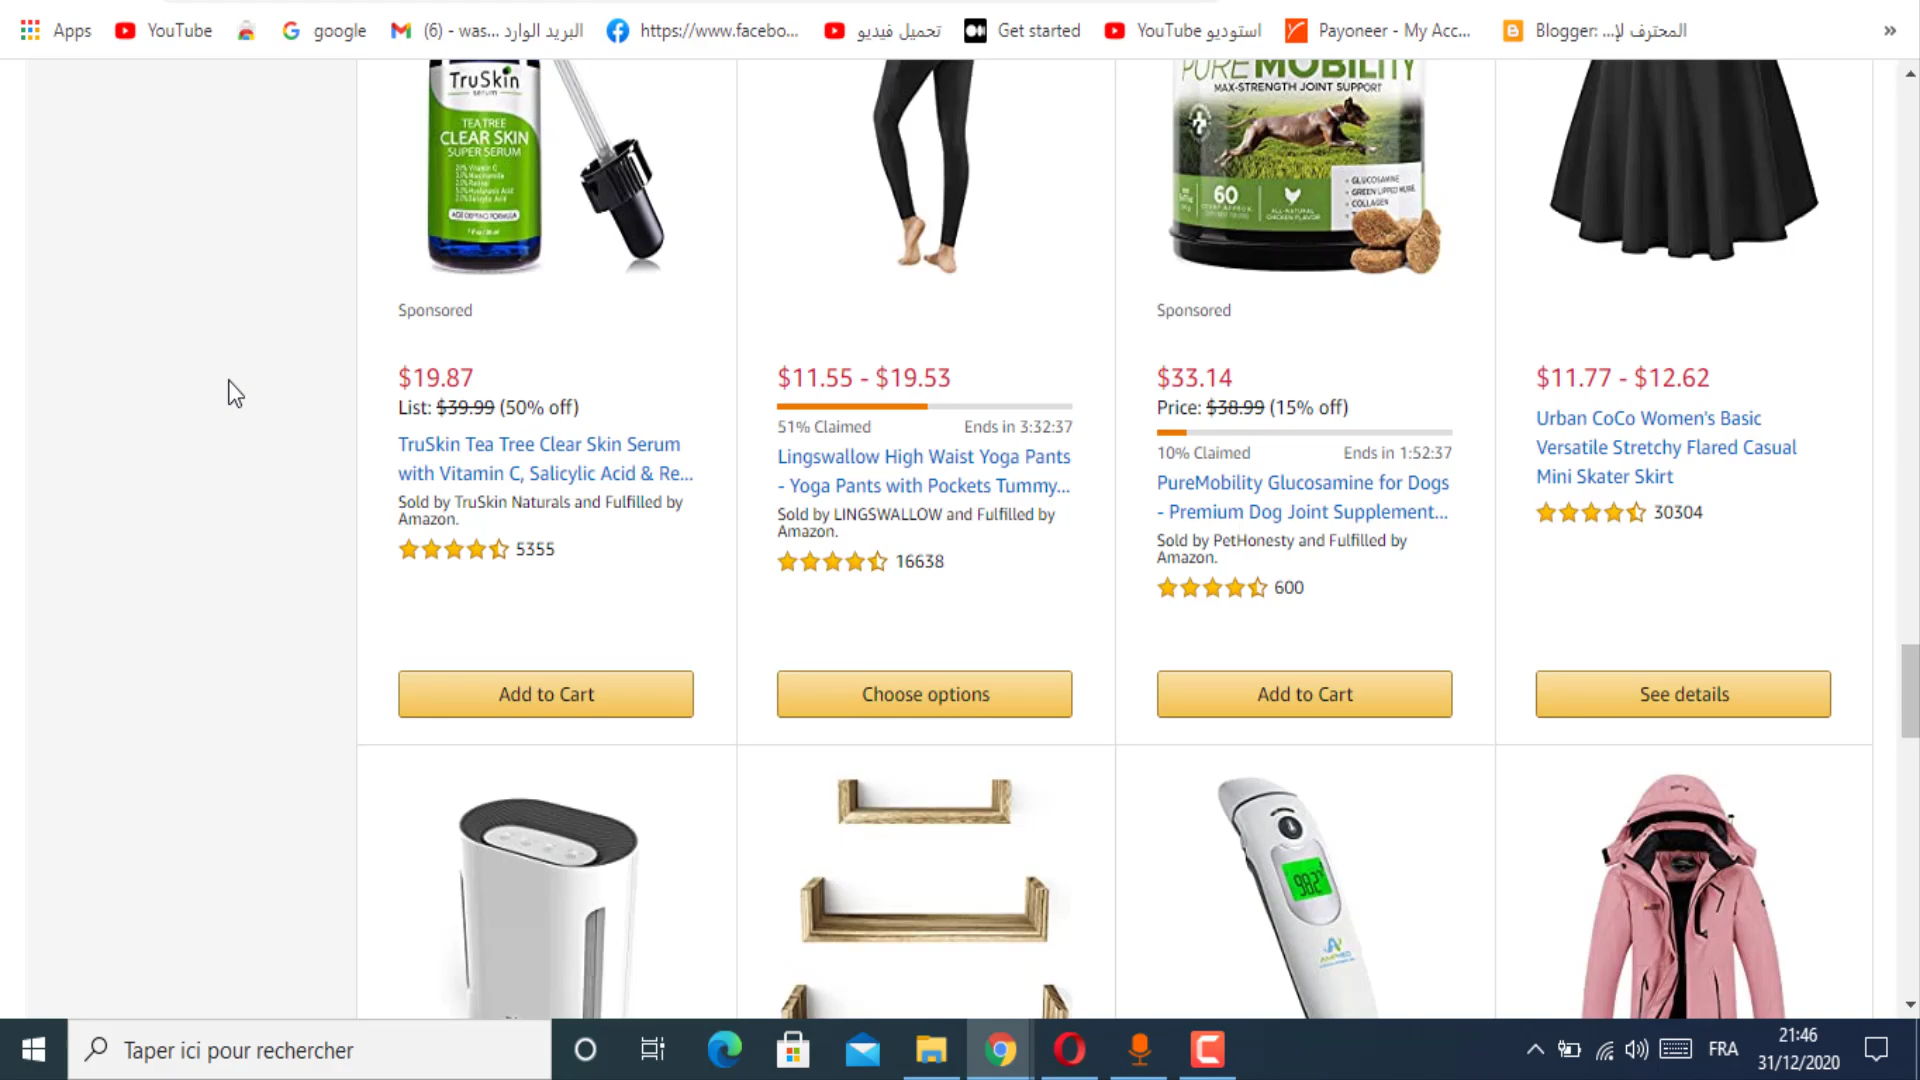 Apps
YouTube
google
(6) - was... البريد الوارد
https://www.facebo...
تحميل فيديو
Get started
استوديو YouTube
Payoneer - My Acc...
Blogger: ...المحترف لإ
»
TruSkin
serum
TEA TREE
CLEAR SKIN
SUPER SERUM
PURE MOBILITY
MAX-STRENGTH JOINT SUPPORT
60
GLUCOSAMINE
COLLAGEN
Sponsored
$19.87
List: $39.99 (50% off)
TruSkin Tea Tree Clear Skin Serum
with Vitamin C, Salicylic Acid & Re...
Sold by TruSkin Naturals and Fulfilled by
Amazon.
5355
Add to Cart
$11.55 - $19.53
51% Claimed
Ends in 3:32:37
Lingswallow High Waist Yoga Pants
- Yoga Pants with Pockets Tummy...
Sold by LINGSWALLOW and Fulfilled by
Amazon.
16638
Choose options
Sponsored
$33.14
Price: $38.99 (15% off)
10% Claimed
Ends in 1:52:37
PureMobility Glucosamine for Dogs
- Premium Dog Joint Supplement...
Sold by PetHonesty and Fulfilled by
Amazon.
600
Add to Cart
$11.77 - $12.62
Urban CoCo Women's Basic
Versatile Stretchy Flared Casual
Mini Skater Skirt
30304
See details
98.2
Taper ici pour rechercher
FRA
21:46
31/12/2020